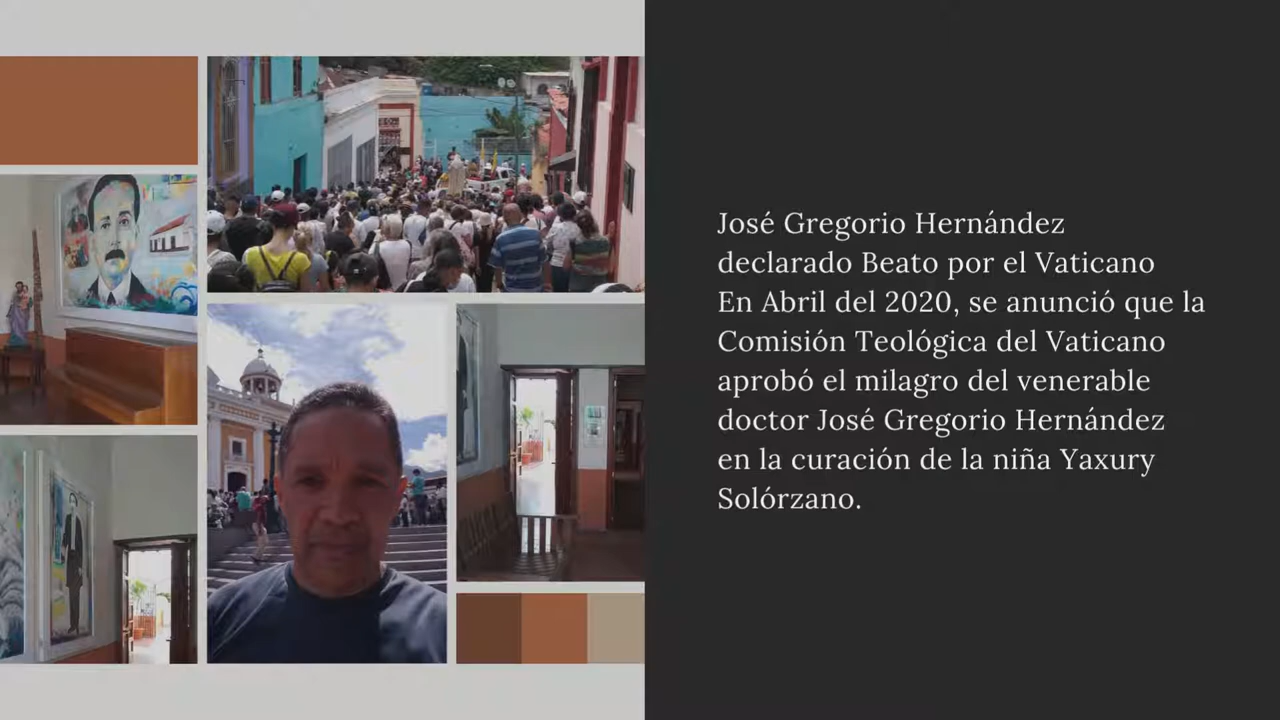 José Gregorio Hernández
declarado Beato por el Vaticano
En Abril del 2020, se anunció que la
Comisión Teológica del Vaticano
aprobó el milagro del venerable
doctor José Gregorio Hernández
en la curación de la niña Yaxury
Solórzano.